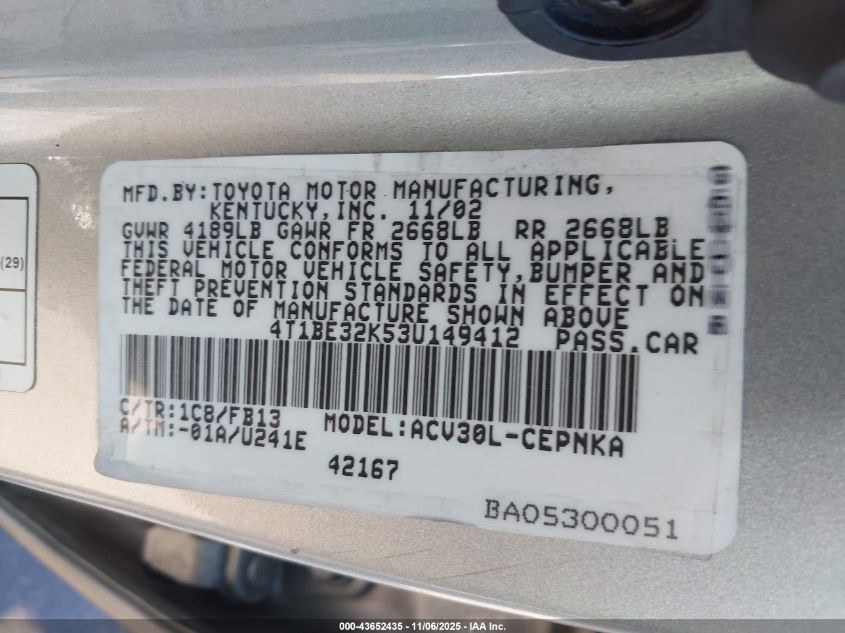 (29)
MFD.BY:TOYOTA MOTOR MANUFACTURING,
KENTUCKY,INC. 11/02
GVWR 4189LB GAWR FR 2668LB RR 2668LB
THIS VEHICLE CONFORMS TO ALL APPLICABLE
FEDERAL MOTOR VEHICLE SAFETY,BUMPER AND
THEFT PREVENTION STANDARDS IN EFFECT ON
THE DATE OF MANUFACTURE SHOWN ABOVE
4T1BE32K53U149412 PASS.CAR
C/TR:1C8/FB13
A/TM:-01A/U241E
MODEL:ACV30L-CEPNKA
42167
BA05300051
000-43652435 - 11/06/2025 - IAA Inc.